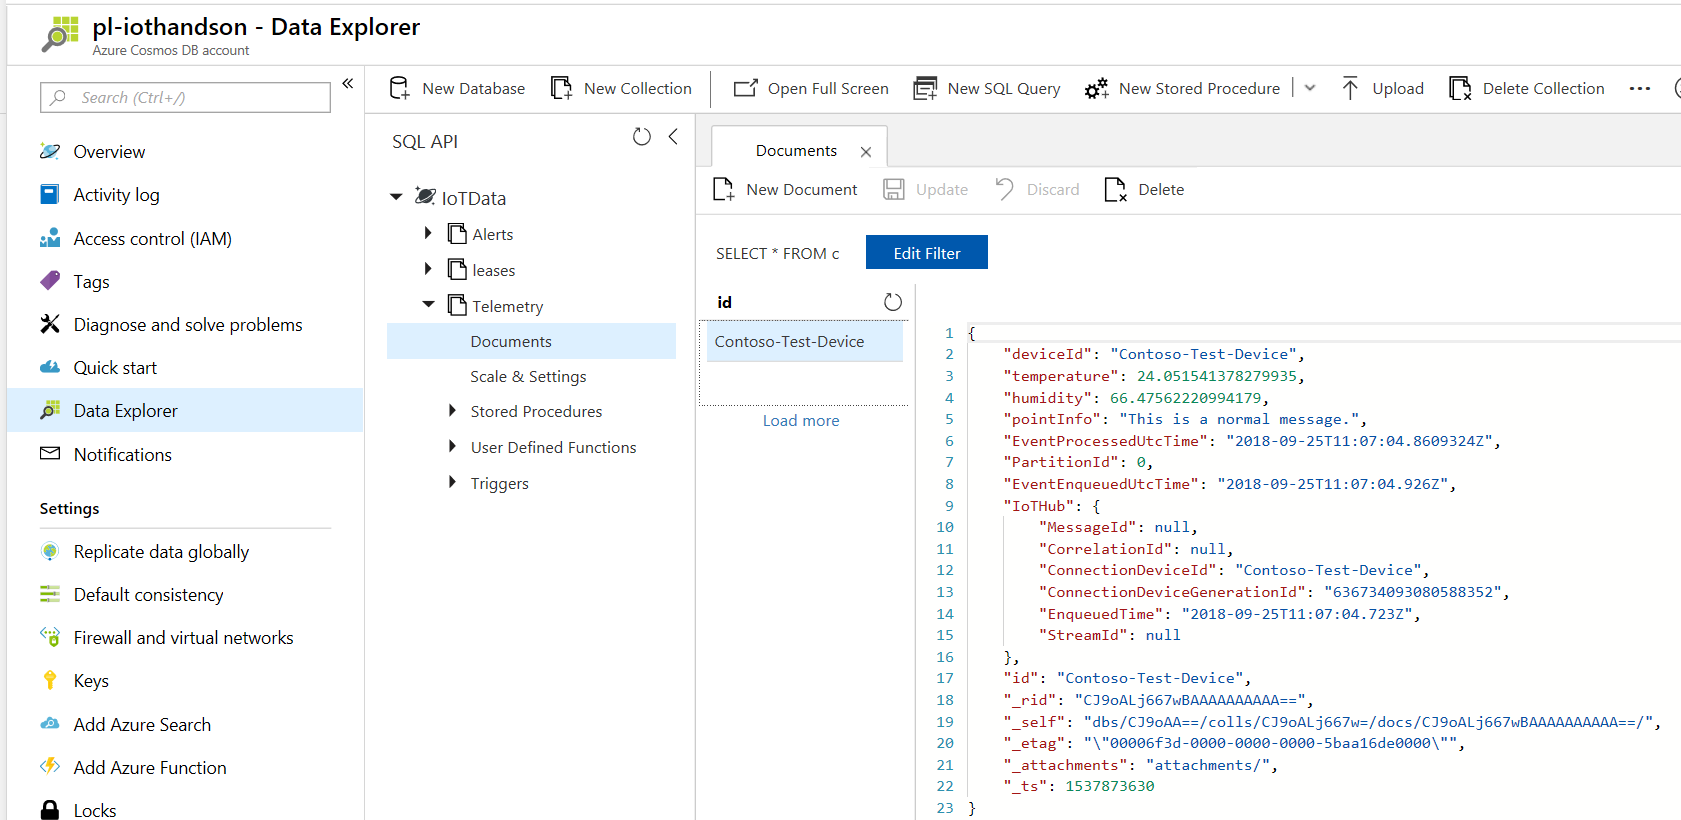 pl-iothandson - Data Explorer
Azure Cosmos DB account
Search (Ctrl+/)
Overview
Activity log
Access control (IAM)
Tags
Diagnose and solve problems
Quick start
Data Explorer
Notifications
Settings
Replicate data globally
Default consistency
Firewall and virtual networks
Keys
Add Azure Search
Add Azure Function
Locks
New Database
New Collection
Open Full Screen
New SQL Query
New Stored Procedure
Upload
Delete Collection
SQL API
IoTData
Alerts
leases
Telemetry
Documents
Scale & Settings
Stored Procedures
User Defined Functions
Triggers
Documents
New Document
Update
Discard
Delete
SELECT * FROM c
Edit Filter
id
Contoso-Test-Device
Load more
1 {
2 "deviceId": "Contoso-Test-Device",
3 "temperature": 24.051541378279935,
4 "humidity": 66.47562220994179,
5 "pointInfo": "This is a normal message.",
6 "EventProcessedUtcTime": "2018-09-25T11:07:04.8609324Z",
7 "PartitionId": 0,
8 "EventEnqueuedUtcTime": "2018-09-25T11:07:04.926Z",
9 "IoTHub": {
10 "MessageId": null,
11 "CorrelationId": null,
12 "ConnectionDeviceId": "Contoso-Test-Device",
13 "ConnectionDeviceGenerationId": "636734093080588352",
14 "EnqueuedTime": "2018-09-25T11:07:04.723Z",
15 "StreamId": null
16 },
17 "id": "Contoso-Test-Device",
18 "_rid": "CJ9oALj667wBAAAAAAAAAA==",
19 "_self": "dbs/CJ9oAA==/colls/CJ9oALj667w=/docs/CJ9oALj667wBAAAAAAAAAA==/",
20 "_etag": "\"00006f3d-0000-0000-0000-5baa16de0000\"",
21 "_attachments": "attachments/",
22 "_ts": 1537873630
23 }